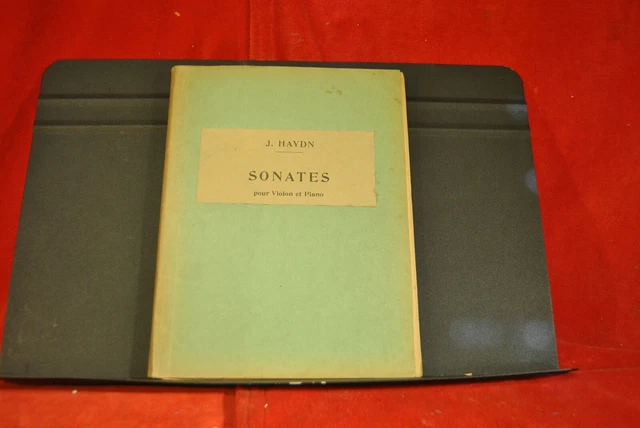 J. HAYDN
SONATES
pour Violon et Piano